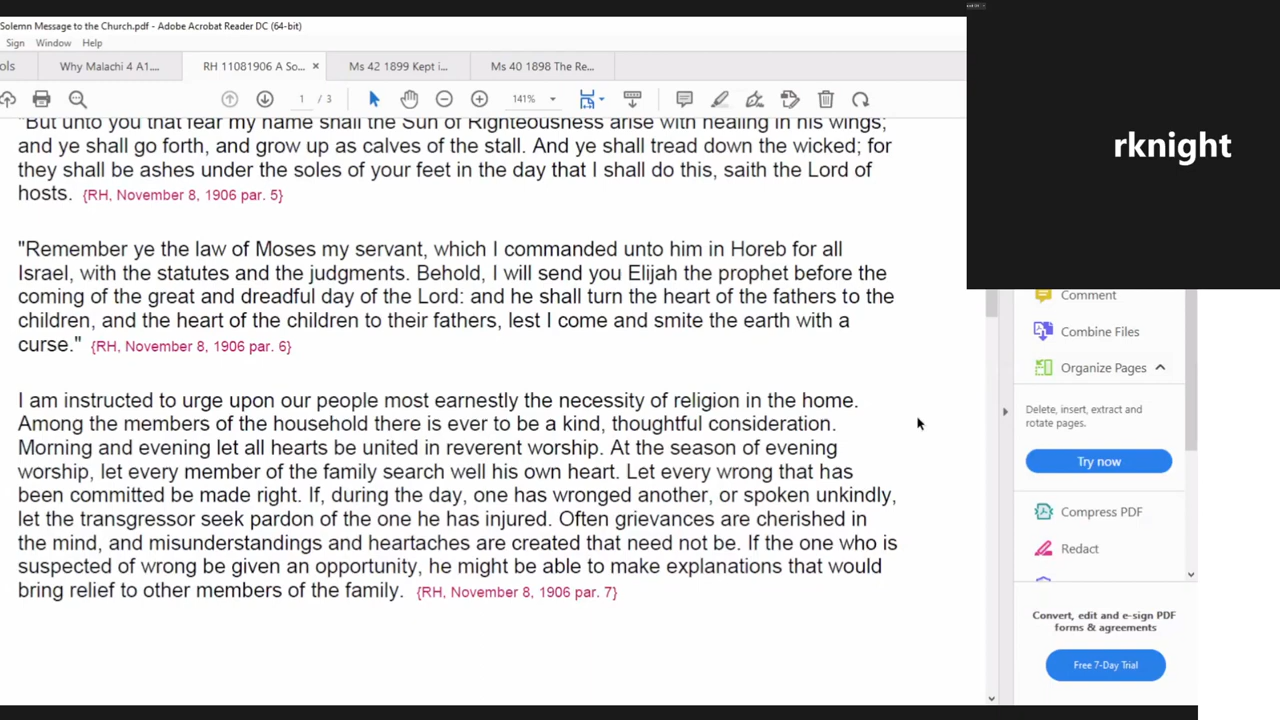 Solemn Message to the Church.pdf - Adobe Acrobat Reader DC (64-bit)
Sign Window Help
ols Why Malachi 4 A1.... RH 11081906 A So... × Ms 42 1899 Kept i... Ms 40 1898 The Re...
1 / 3 141%
rknight
"But unto you that fear my name shall the Sun of Righteousness arise with healing in his wings;
and ye shall go forth, and grow up as calves of the stall. And ye shall tread down the wicked; for
they shall be ashes under the soles of your feet in the day that I shall do this, saith the Lord of
hosts. {RH, November 8, 1906 par. 5}
"Remember ye the law of Moses my servant, which I commanded unto him in Horeb for all
Israel, with the statutes and the judgments. Behold, I will send you Elijah the prophet before the
coming of the great and dreadful day of the Lord: and he shall turn the heart of the fathers to the
children, and the heart of the children to their fathers, lest I come and smite the earth with a
curse." {RH, November 8, 1906 par. 6}
I am instructed to urge upon our people most earnestly the necessity of religion in the home.
Among the members of the household there is ever to be a kind, thoughtful consideration.
Morning and evening let all hearts be united in reverent worship. At the season of evening
worship, let every member of the family search well his own heart. Let every wrong that has
been committed be made right. If, during the day, one has wronged another, or spoken unkindly,
let the transgressor seek pardon of the one he has injured. Often grievances are cherished in
the mind, and misunderstandings and heartaches are created that need not be. If the one who is
suspected of wrong be given an opportunity, he might be able to make explanations that would
bring relief to other members of the family. {RH, November 8, 1906 par. 7}
Comment
Combine Files
Organize Pages
Delete, insert, extract and
rotate pages.
Try now
Compress PDF
Redact
Convert, edit and e-sign PDF
forms & agreements
Free 7-Day Trial